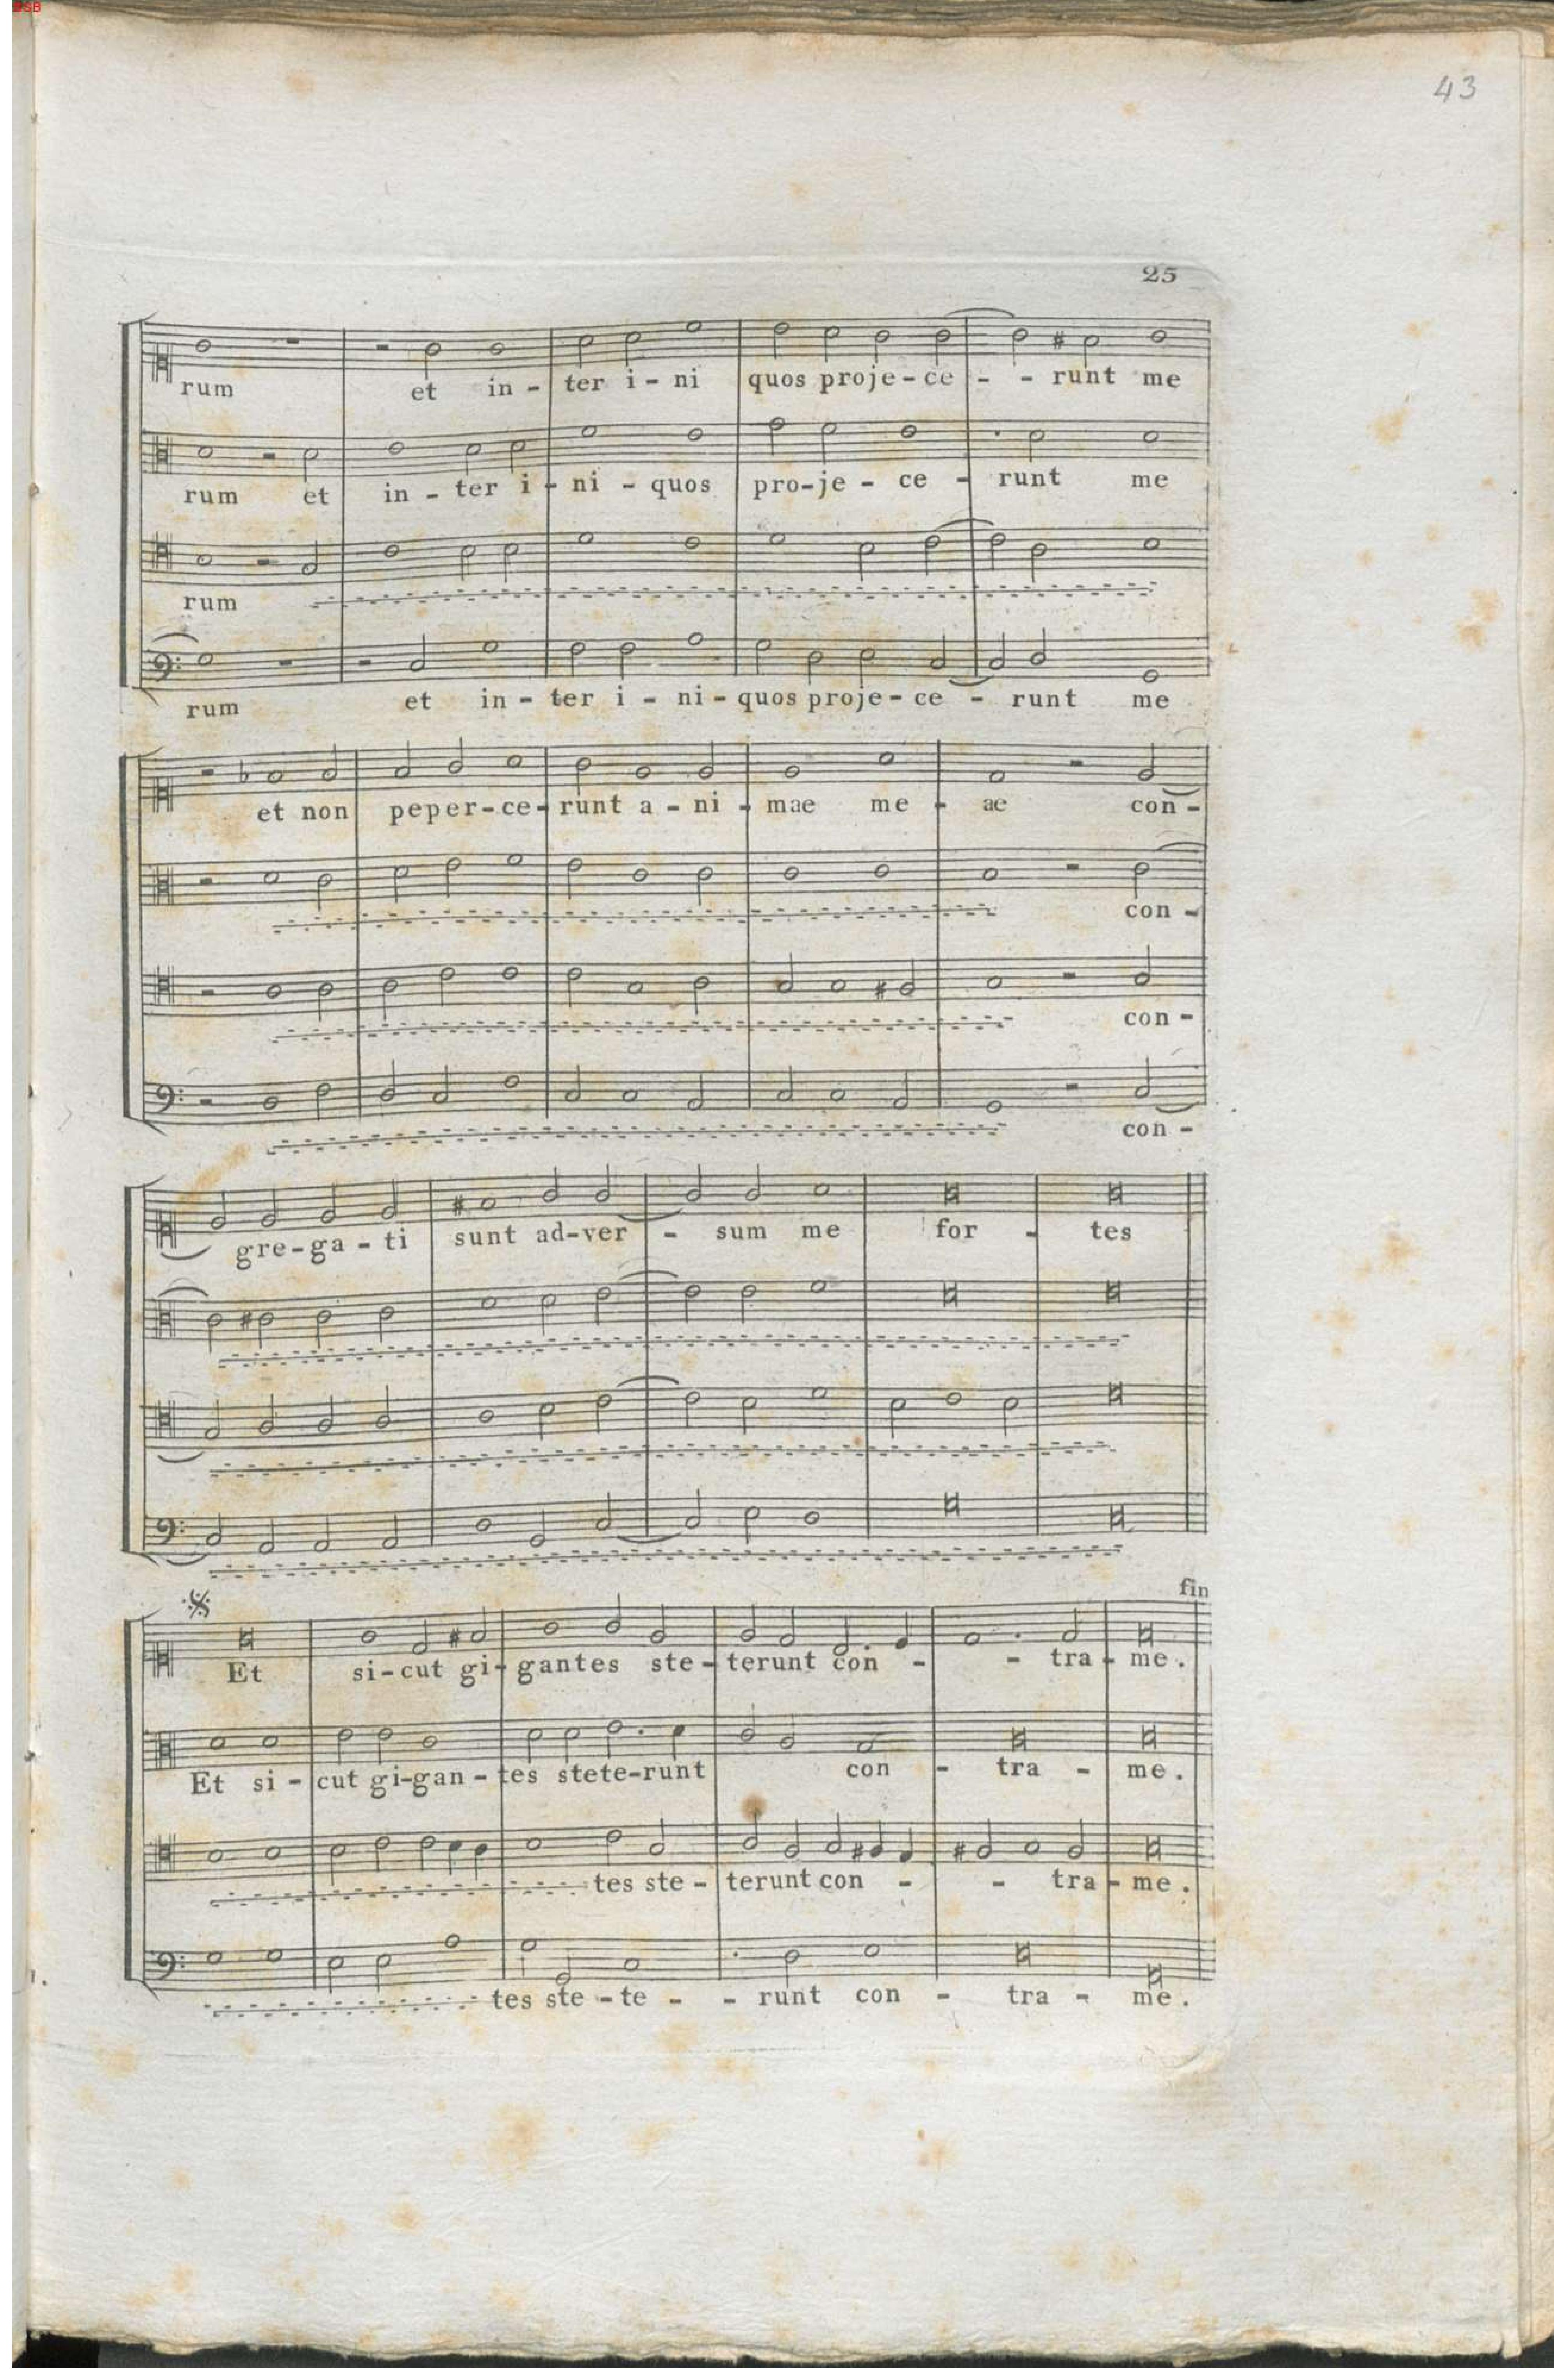 BSB
43
25
rum et in - ter i - ni quos proje - ce - - runt me
rum et in - ter i - ni - quos pro-je - ce - runt me
rum
rum et in - ter i - ni - quos proje - ce - runt me
et non peper-ce-runt a - ni - mae me - ae con -
con -
con -
con -
gre-ga - ti sunt ad-ver - sum me for - tes
fin
Et si-cut gi-gantes ste-terunt con - - tra - me.
Et si - cut gi-gan - tes stete-runt con - tra - me.
tes ste - terunt con - - tra - me.
tes ste - te - - runt con - tra - me.